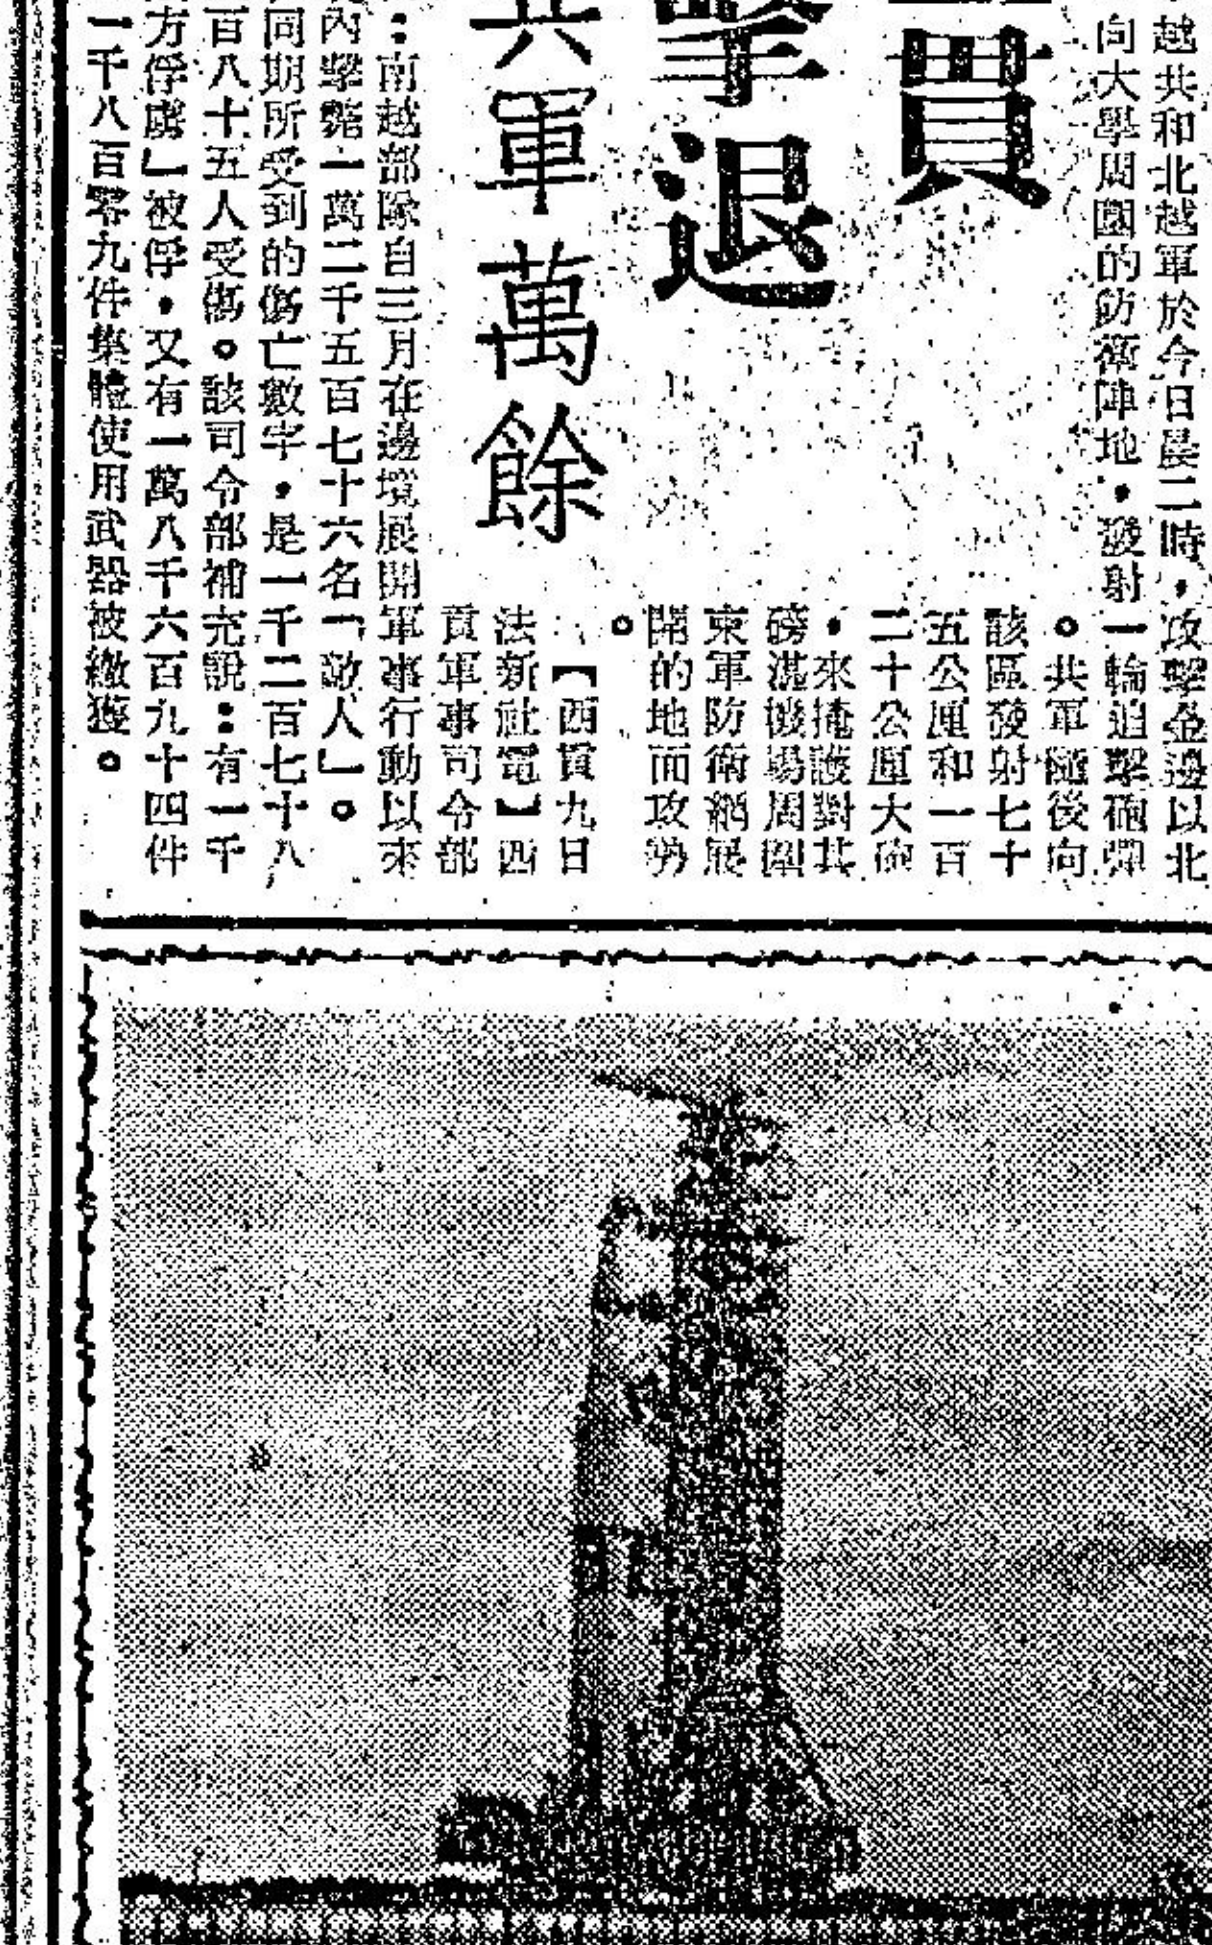 越共和北越軍於今日晨二時，攻擊金邊以北
向大學周圍的防衛陣地，發射一輪迫擊砲彈
。共軍隨後向
該區發射七十
五公厘和一百
二十公厘大砲
，來掩護對其
磅湛機場周圍
柬軍防衛網展
開的地面攻勢
。
貫
擊退
共軍萬餘
【西貢九日
法新社電】西
貢軍事司令部
：南越部隊自三月在邊境展開軍事行動以來
內擊斃一萬二千五百七十六名「敵人」。
同期所受到的傷亡數字，是一千二百七十八
百八十五人受傷。該司令部補充說：有一千
方俘虜」被俘，又有一萬八千六百九十四件
一千八百零九件集體使用武器被繳獲。